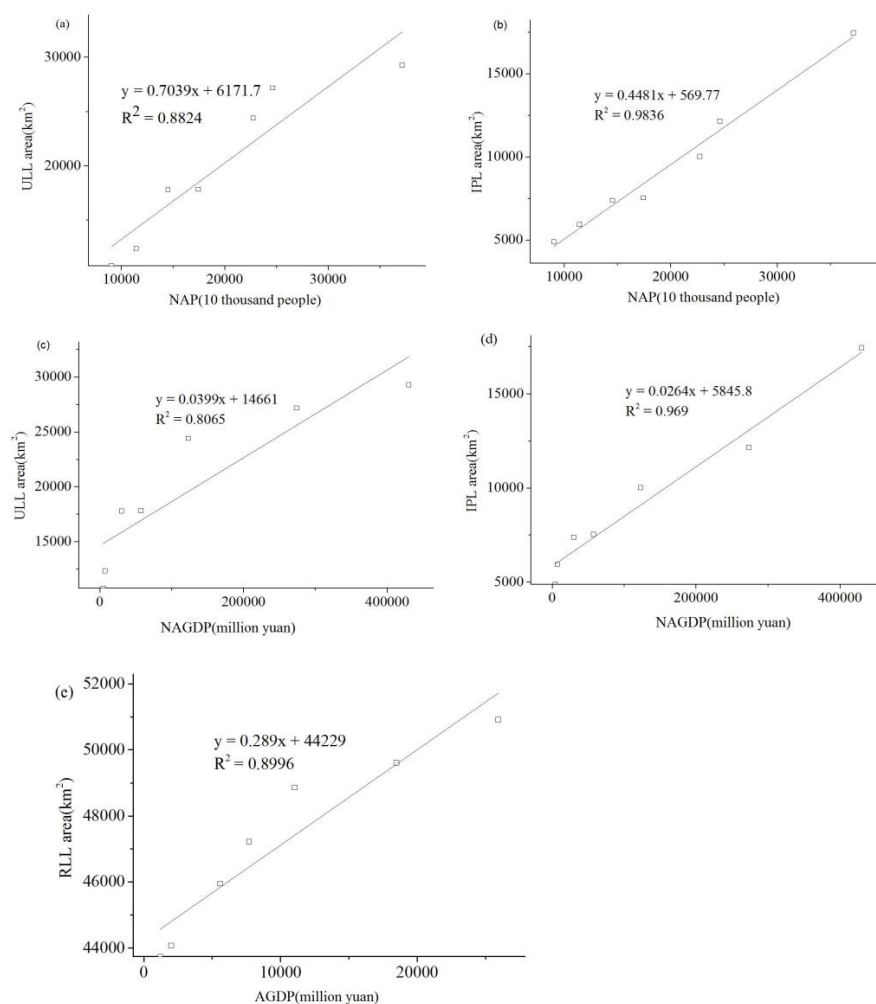 (a)
30000
20000
ULL area(km²)
y = 0.7039x + 6171.7
R² = 0.8824
10000 20000 30000
NAP(10 thousand people)
(b)
17500
12500
10000
5000
IPL area(km²)
y = 0.4481x + 569.77
R² = 0.9836
10000 20000 30000
NAP(10 thousand people)
(c)
30000
25000
20000
15000
ULL area(km²)
y = 0.0399x + 14661
R² = 0.8065
0 200000 400000
NAGDP(million yuan)
(d)
17500
10000
5000
IPL area(km²)
y = 0.0264x + 5845.8
R² = 0.969
0 200000 400000
NAGDP(million yuan)
(e)
52000
50000
48000
46000
44000
RLL area(km²)
y = 0.289x + 44229
R² = 0.8996
0 10000 20000
AGDP(million yuan)